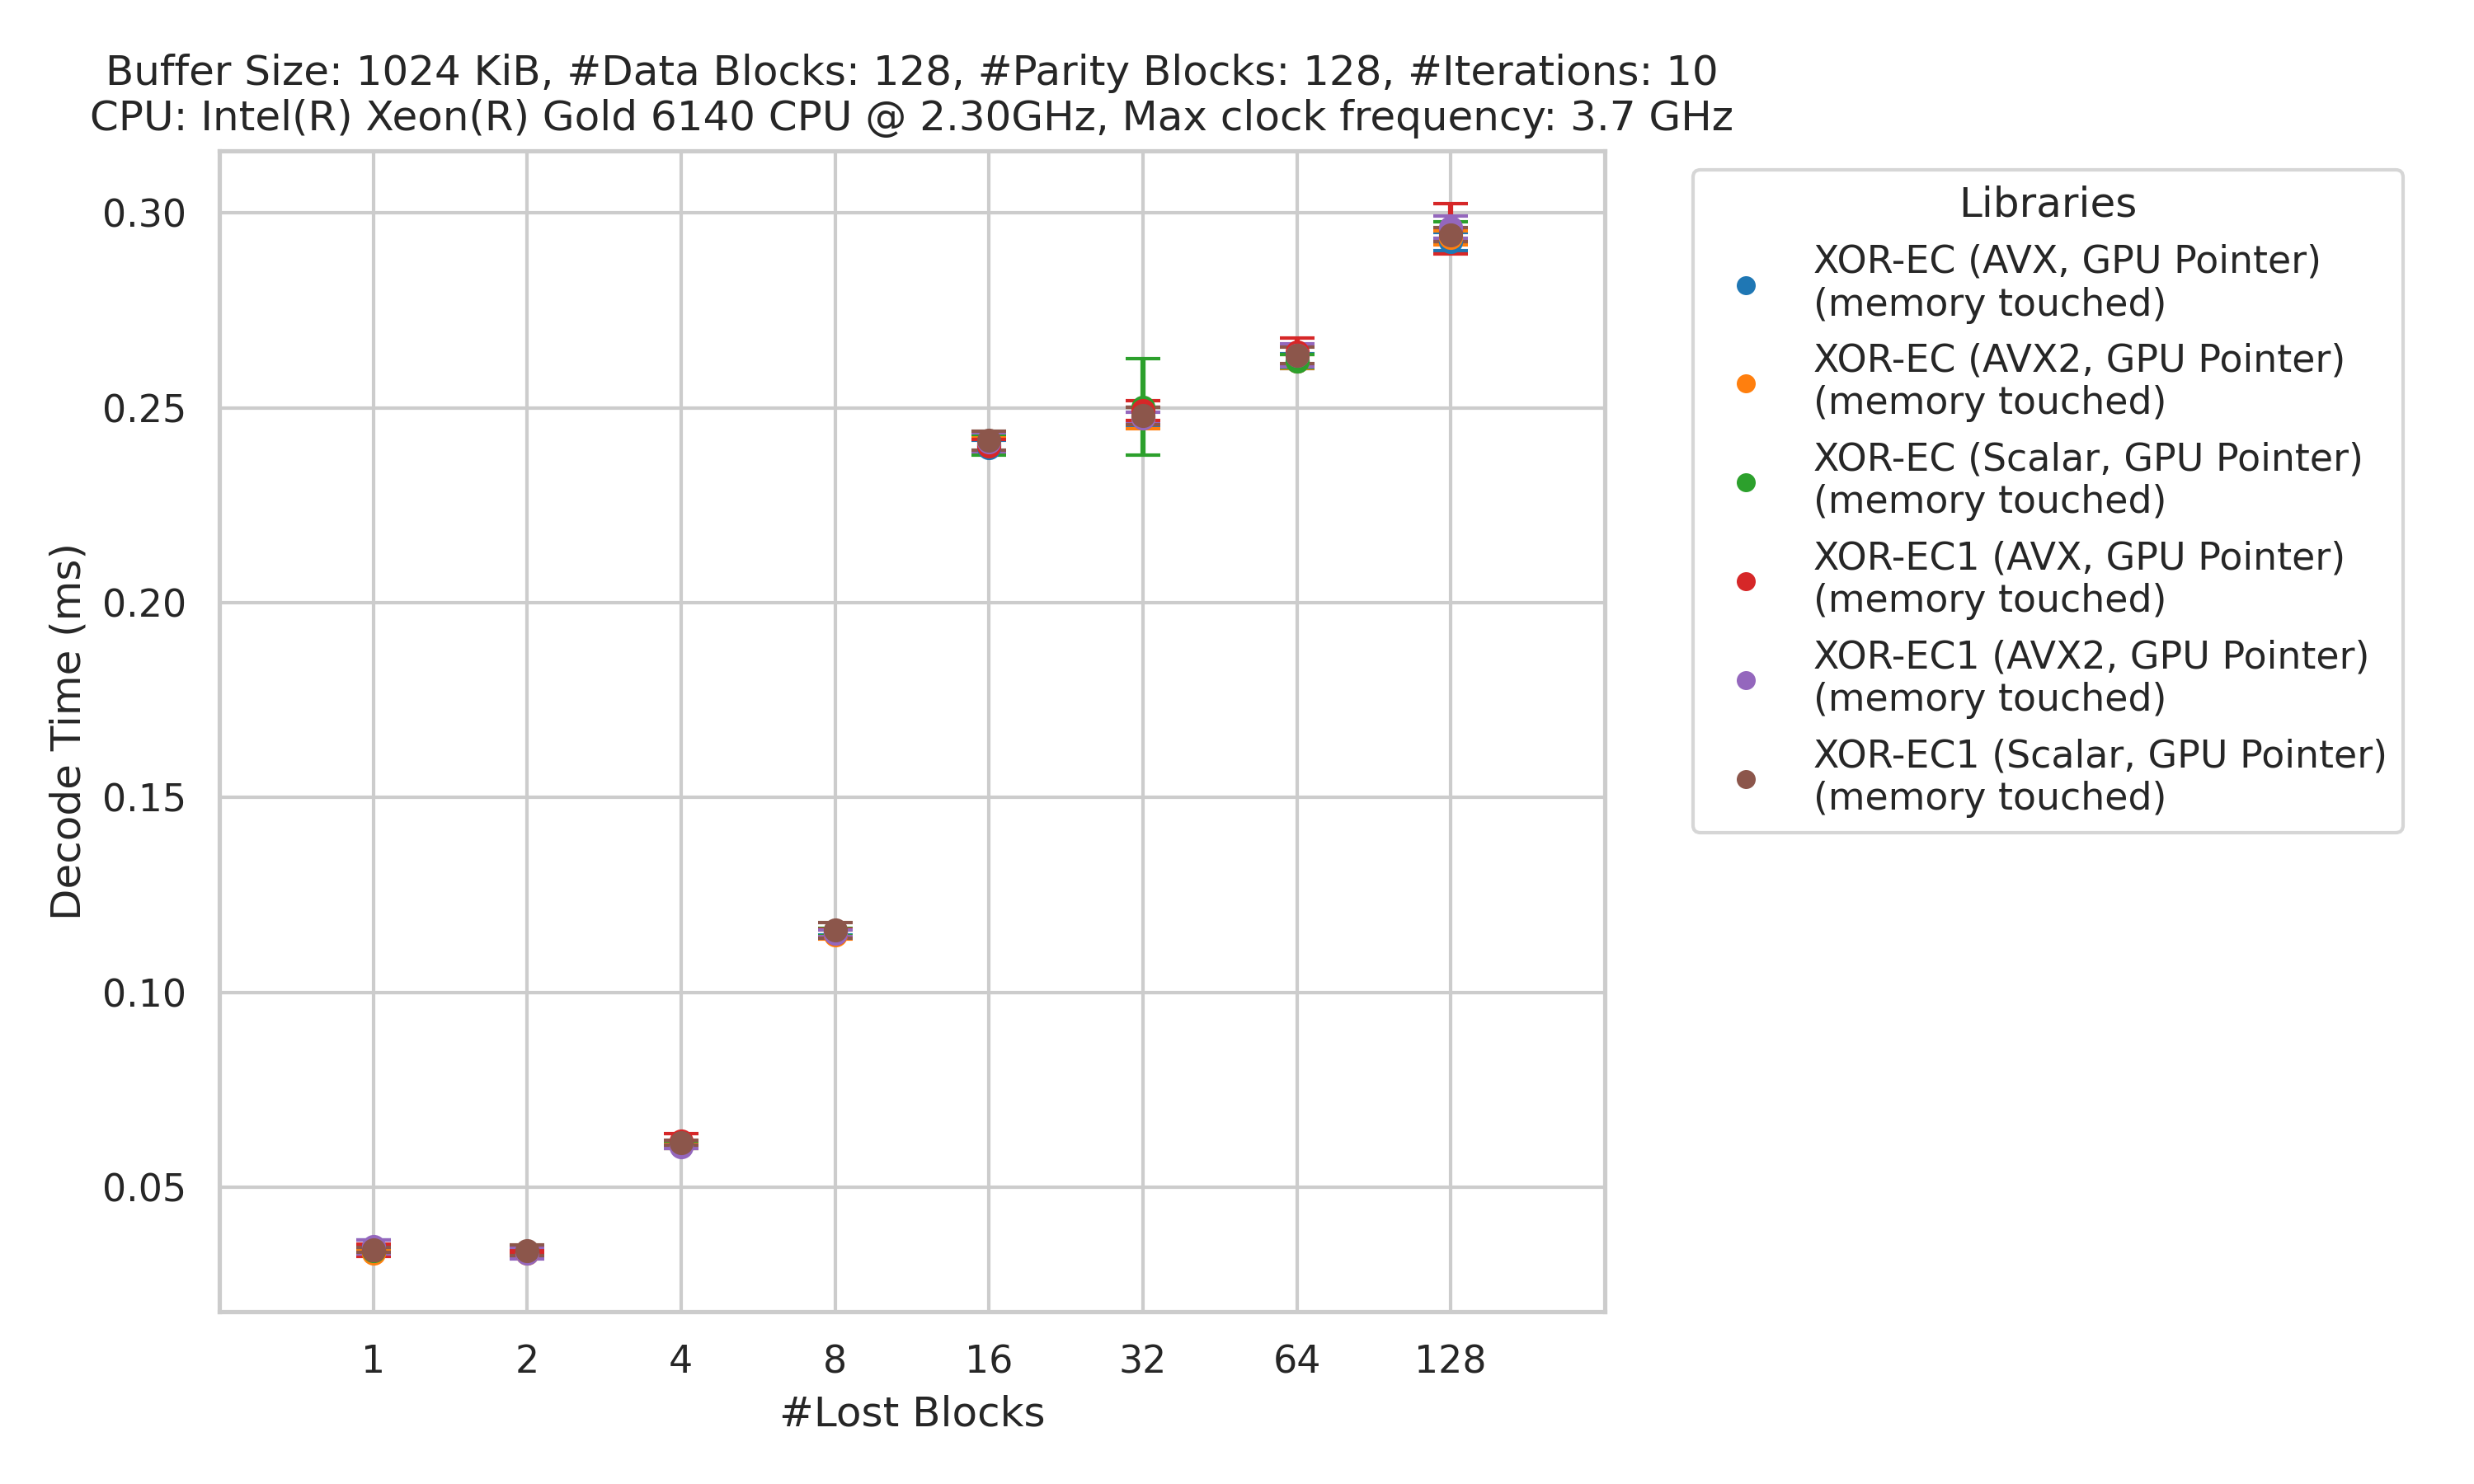 Buffer Size: 1024 KiB, #Data Blocks: 128, #Parity Blocks: 128, #Iterations: 10
CPU: Intel(R) Xeon(R) Gold 6140 CPU @ 2.30GHz, Max clock frequency: 3.7 GHz
Decode Time (ms)
0.30
0.25
0.20
0.15
0.10
0.05
1 2 4 8 16 32 64 128
#Lost Blocks
Libraries
XOR-EC (AVX, GPU Pointer)
(memory touched)
XOR-EC (AVX2, GPU Pointer)
(memory touched)
XOR-EC (Scalar, GPU Pointer)
(memory touched)
XOR-EC1 (AVX, GPU Pointer)
(memory touched)
XOR-EC1 (AVX2, GPU Pointer)
(memory touched)
XOR-EC1 (Scalar, GPU Pointer)
(memory touched)